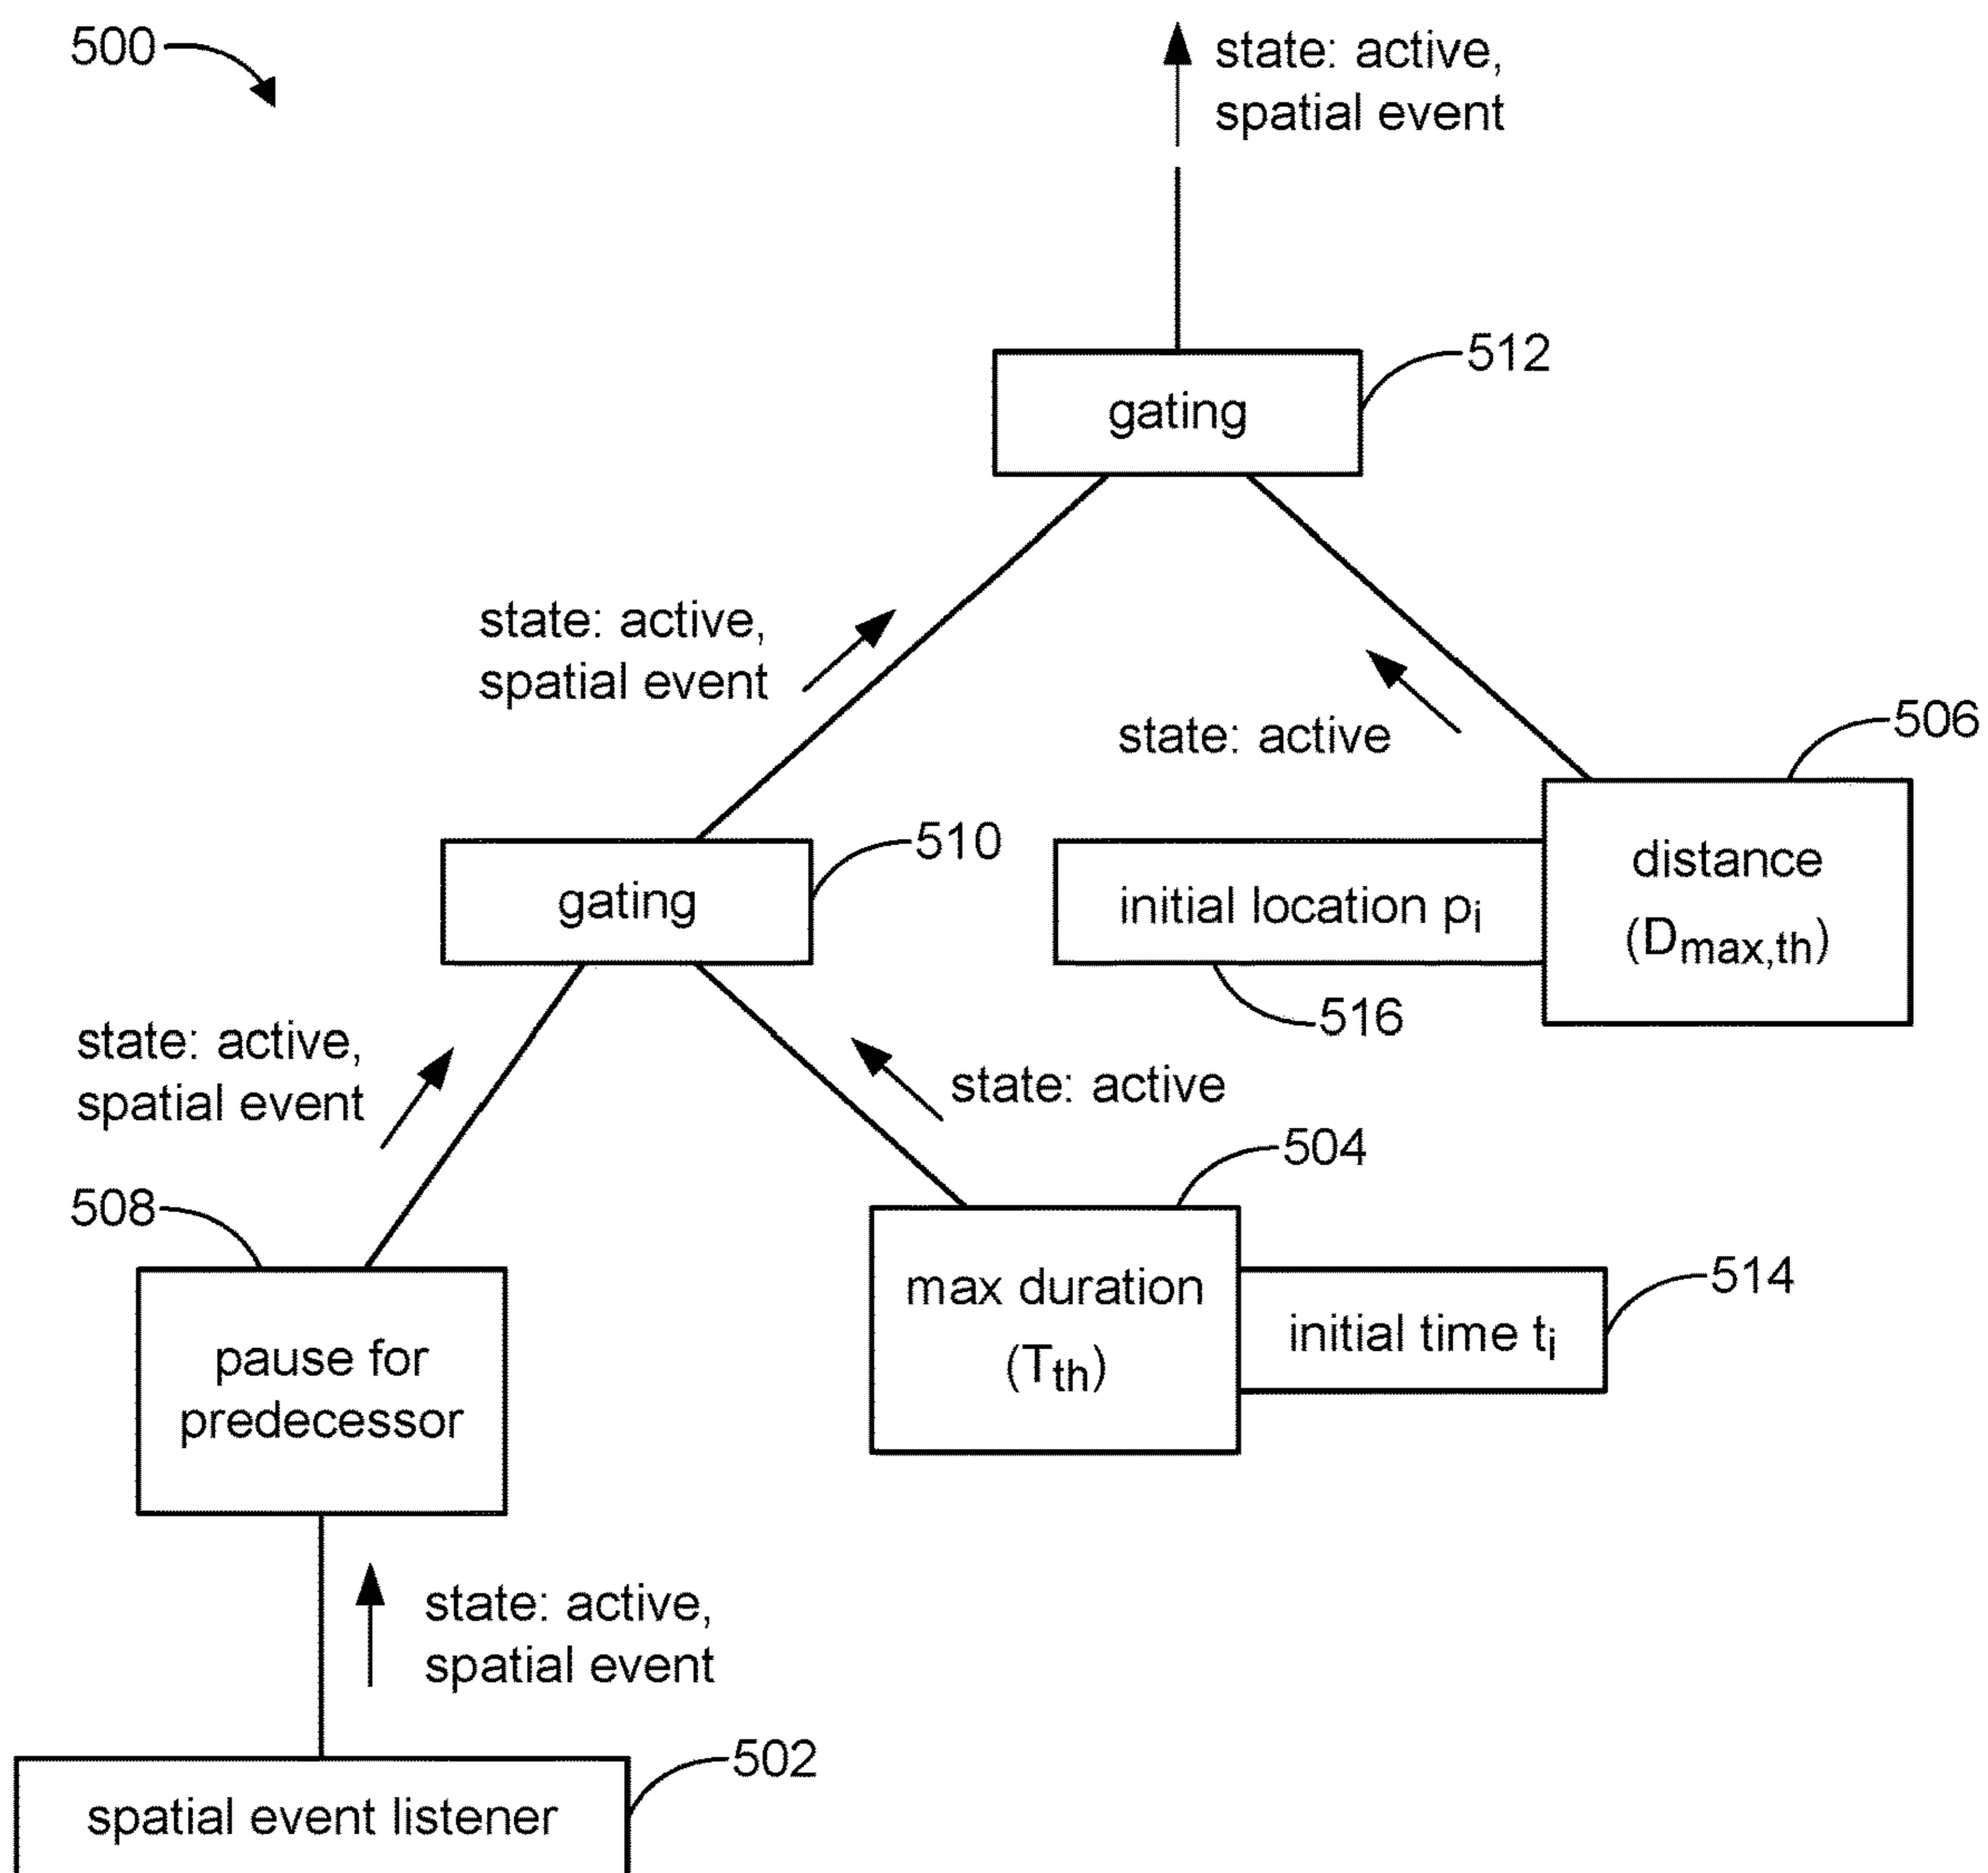 500
state: active,
spatial event
512
gating
state: active,
spatial event
state: active
506
510
gating
initial location pi
distance
(Dmax,th)
516
state: active,
spatial event
state: active
504
508
max duration
(Tth)
514
initial time ti
pause for
predecessor
state: active,
spatial event
502
spatial event listener